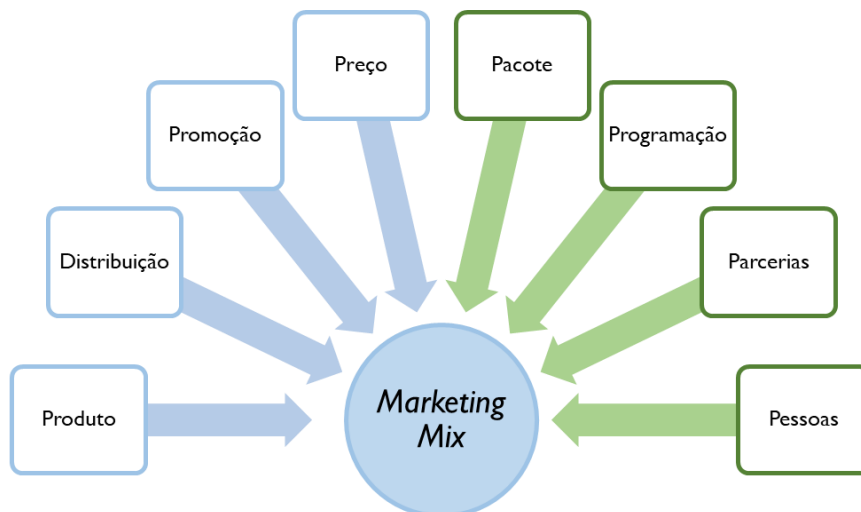 Preço
Pacote
Promoção
Programação
Distribuição
Parcerias
Produto
Marketing
Mix
Pessoas